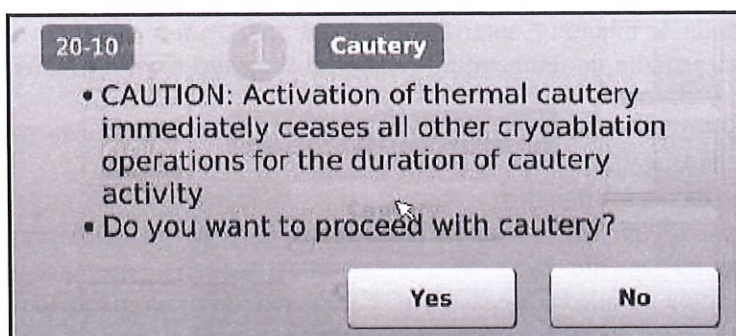 20-10 Cautery
• CAUTION: Activation of thermal cautery
immediately ceases all other cryoablation
operations for the duration of cautery
activity
• Do you want to proceed with cautery?
Yes No